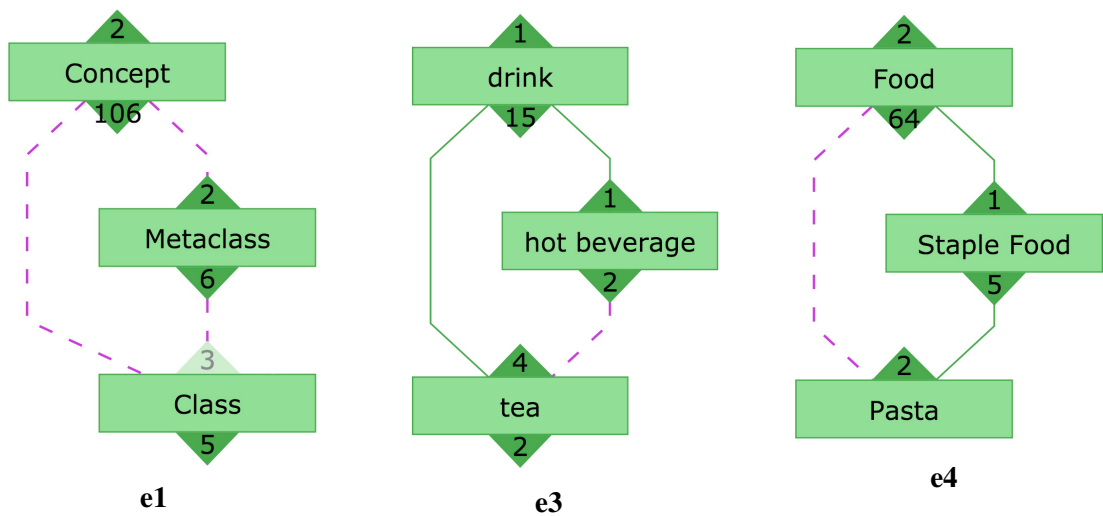 2
Concept
106
2
Metaclass
6
3
Class
5
e1
1
drink
15
1
hot beverage
2
4
tea
2
e3
2
Food
64
1
Staple Food
5
2
Pasta
e4